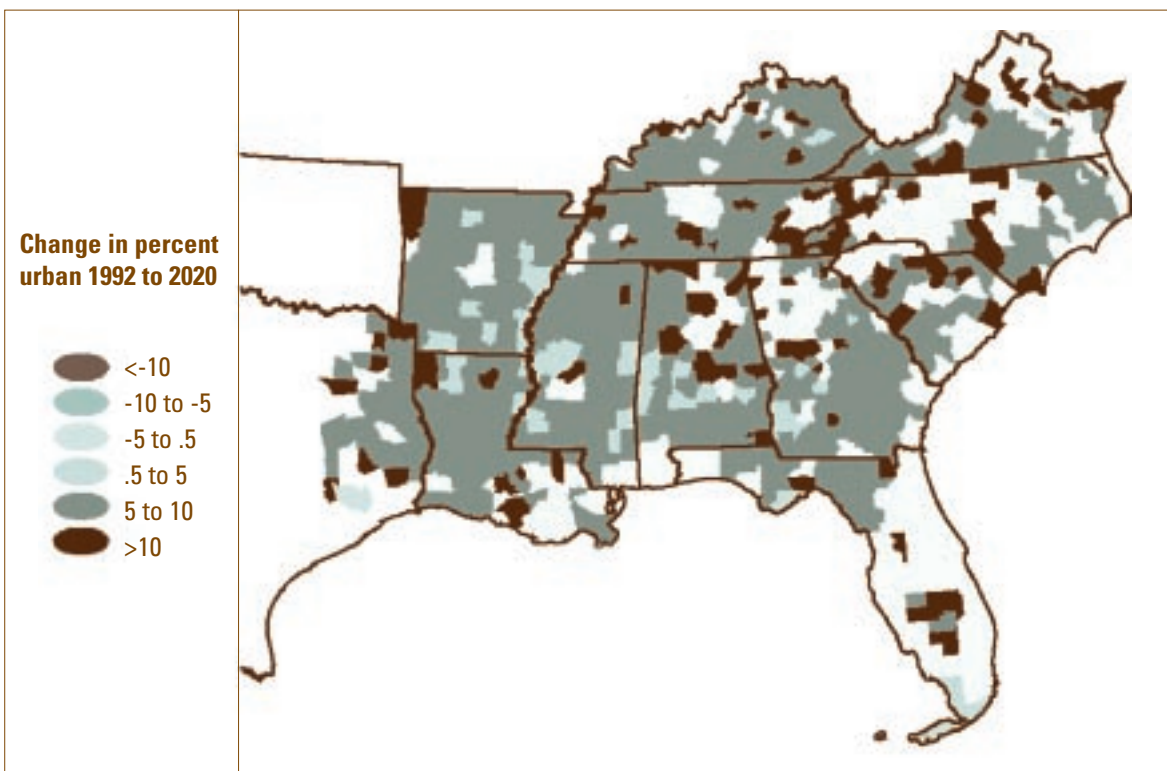 Change in percent
urban 1992 to 2020
<-10
-10 to -5
-5 to .5
.5 to 5
5 to 10
>10